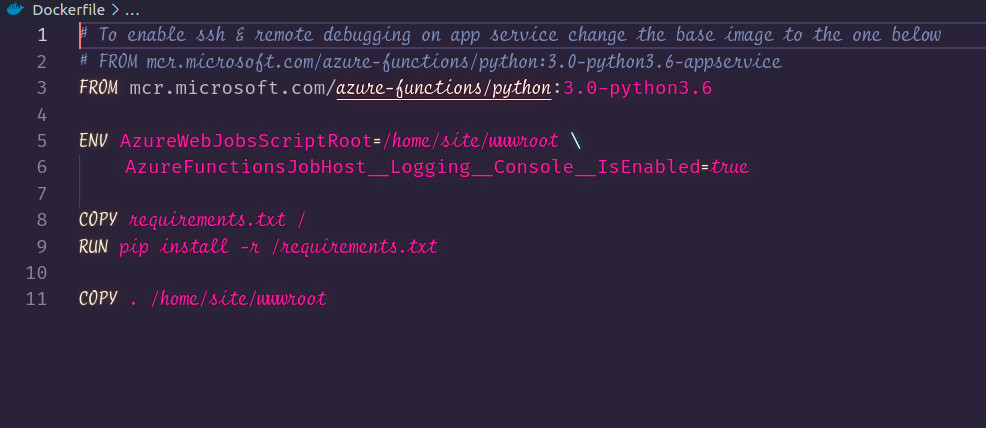 Dockerfile > ...
1 # To enable ssh & remote debugging on app service change the base image to the one below
2 # FROM mcr.microsoft.com/azure-functions/python:3.0-python3.6-appservice
3 FROM mcr.microsoft.com/azure-functions/python:3.0-python3.6
4
5 ENV AzureWebJobsScriptRoot=/home/site/wwwroot \
6     AzureFunctionsJobHost__Logging__Console__IsEnabled=true
7
8 COPY requirements.txt /
9 RUN pip install -r /requirements.txt
10
11 COPY . /home/site/wwwroot